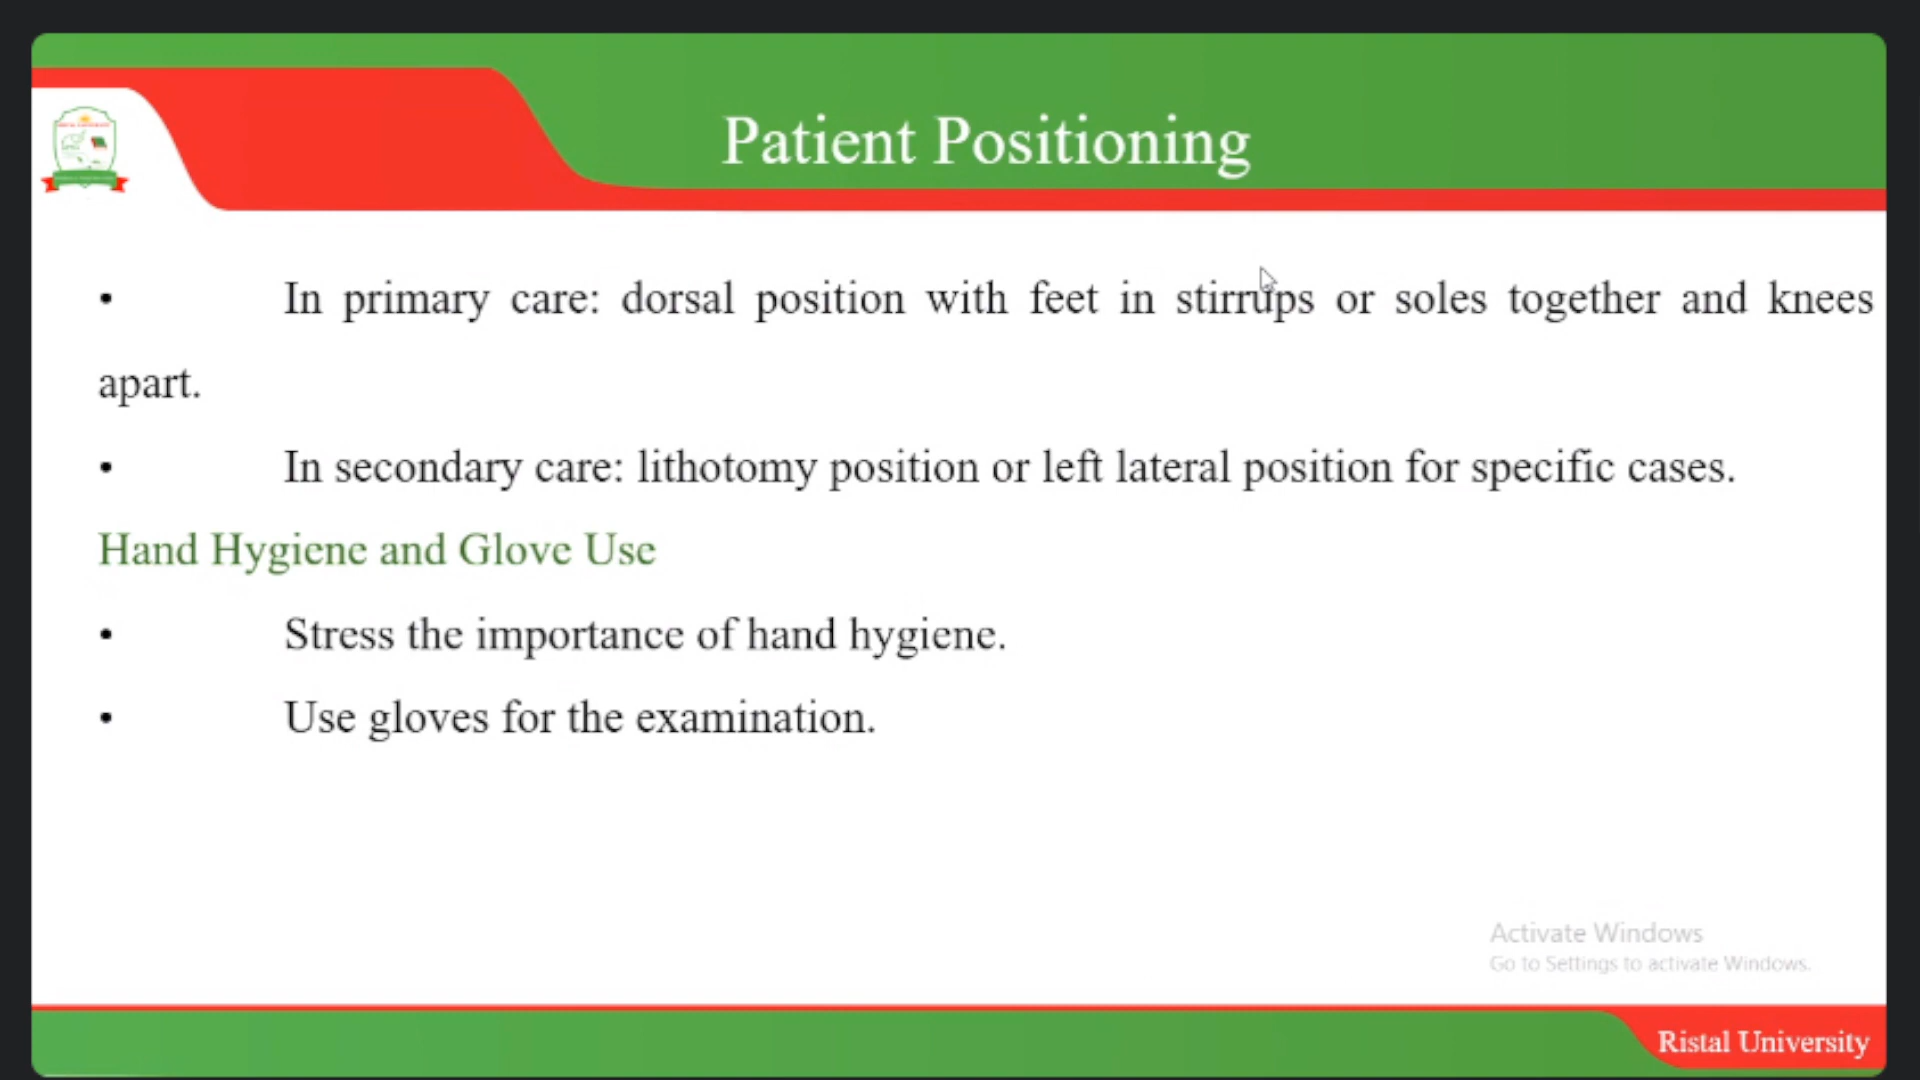 Patient Positioning
• In primary care: dorsal position with feet in stirrups or soles together and knees
apart.
• In secondary care: lithotomy position or left lateral position for specific cases.
Hand Hygiene and Glove Use
• Stress the importance of hand hygiene.
• Use gloves for the examination.
Activate Windows
Go to Settings to activate Windows.
Ristal University